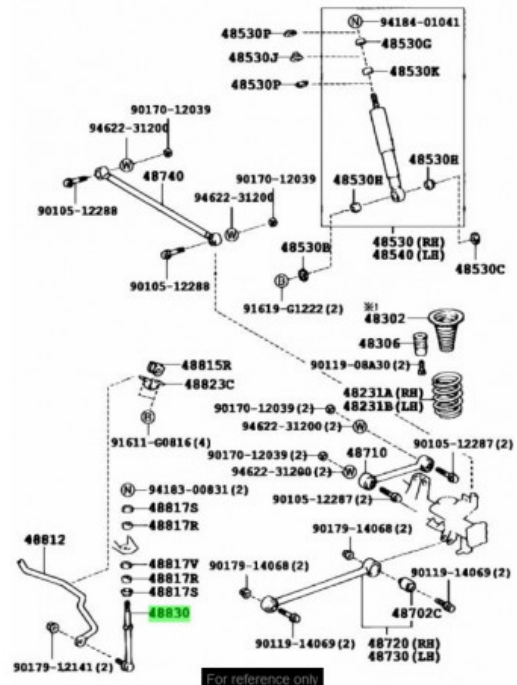 48530P
N 94184-01041
48530G
48530J
48530K
48530P
90170-12039
94622-31200
W
48740
90170-12039
94622-31200
W
48530H
48530H
90105-12288
48530B
48530 (RH)
48540 (LH)
48530C
90105-12288
B
91619-G1222 (2)
※1
48302
48306
48815R
48823C
90119-08A30 (2)
48231A (RH)
48231B (LH)
90170-12039 (2)
94622-31200 (2) W
B
91611-G0816 (4)
90105-12287 (2)
90170-12039 (2)
48710
94622-31200 (2) W
N 94183-00831 (2)
90105-12287 (2)
48817S
48817R
90179-14068 (2)
48812
48817V
90179-14068 (2)
48817R
90119-14069 (2)
48817S
48830
48702C
90119-14069 (2)
48720 (RH)
48730 (LH)
90179-12141 (2)
For reference only